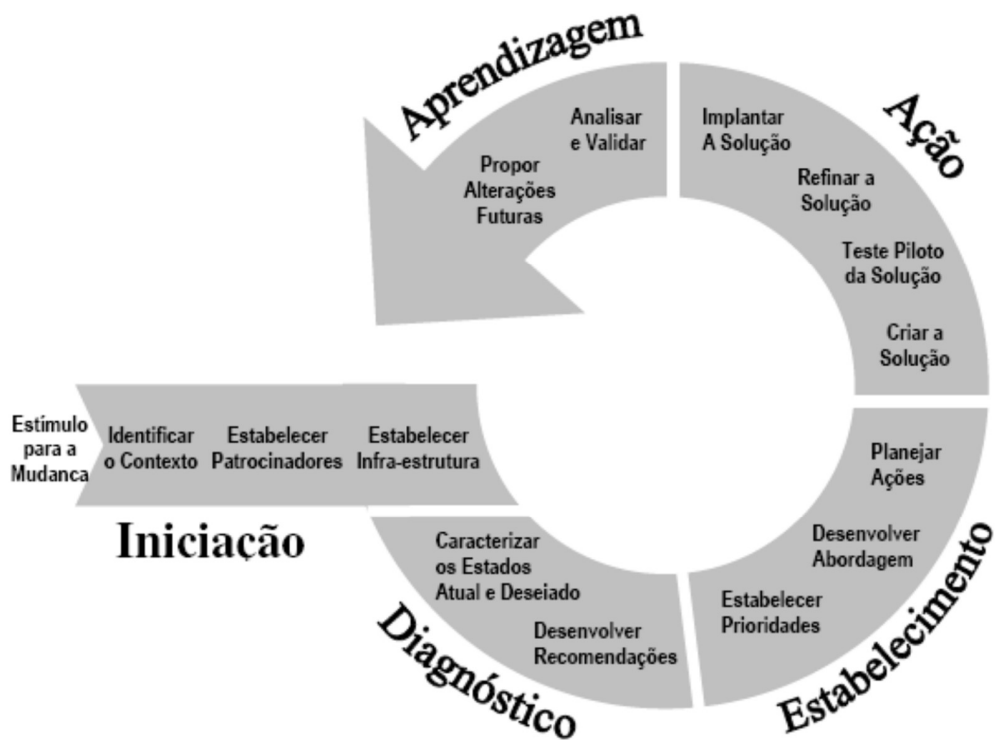 Estímulo
para a
Mudanca
Identificar
o Contexto
Estabelecer
Patrocinadores
Estabelecer
Infra-estrutura
Iniciação
Caracterizar
os Estados
Atual e Deseiado
Desenvolver
Recomendações
Diagnóstico
Estabelecer
Prioridades
Desenvolver
Abordagem
Planejar
Ações
Estabelecimento
Criar a
Solução
Teste Piloto
da Solução
Refinar a
Solução
Implantar
A Solução
Ação
Analisar
e Validar
Propor
Alterações
Futuras
Aprendizagem